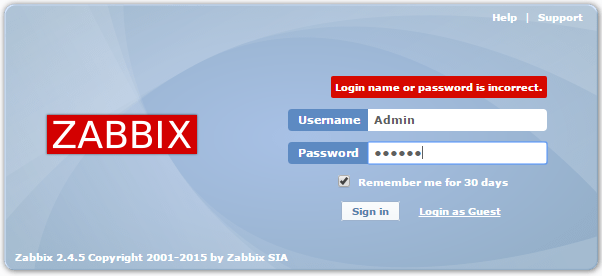 Help | Support
Login name or password is incorrect.
ZABBIX
Username Admin
Password ••••••
Remember me for 30 days
Sign in Login as Guest
Zabbix 2.4.5 Copyright 2001-2015 by Zabbix SIA